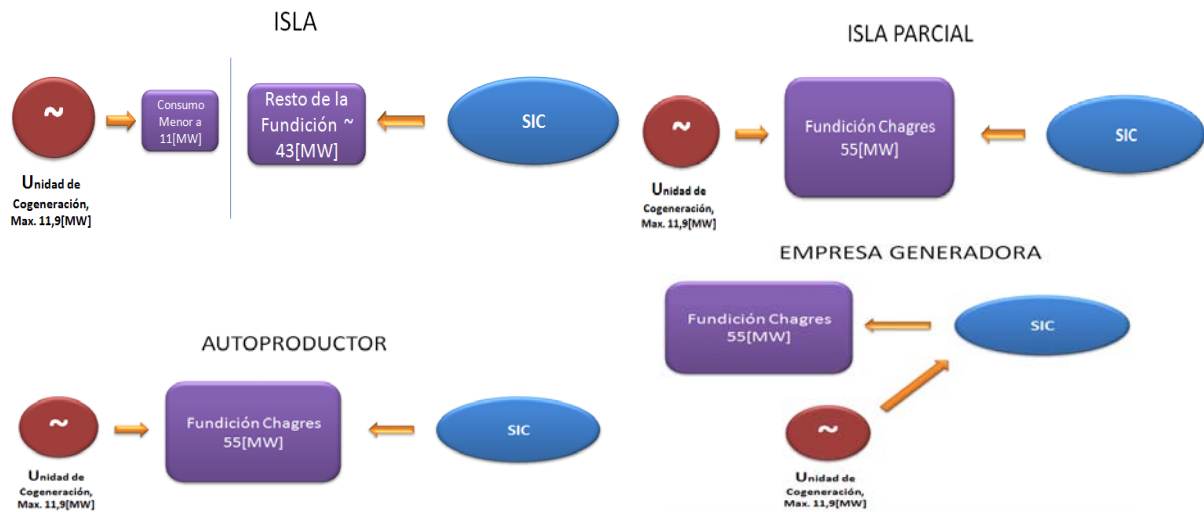 ISLA
~
Consumo
Menor a
11[MW]
Resto de la
Fundición ~
43[MW]
SIC
Unidad de
Cogeneración,
Max. 11,9[MW]
ISLA PARCIAL
~
Fundición Chagres
55[MW]
SIC
Unidad de
Cogeneración,
Max. 11,9[MW]
AUTOPRODUCTOR
~
Fundición Chagres
55[MW]
SIC
Unidad de
Cogeneración,
Max. 11,9[MW]
EMPRESA GENERADORA
Fundición Chagres
55[MW]
SIC
~
Unidad de
Cogeneración,
Max. 11,9[MW]